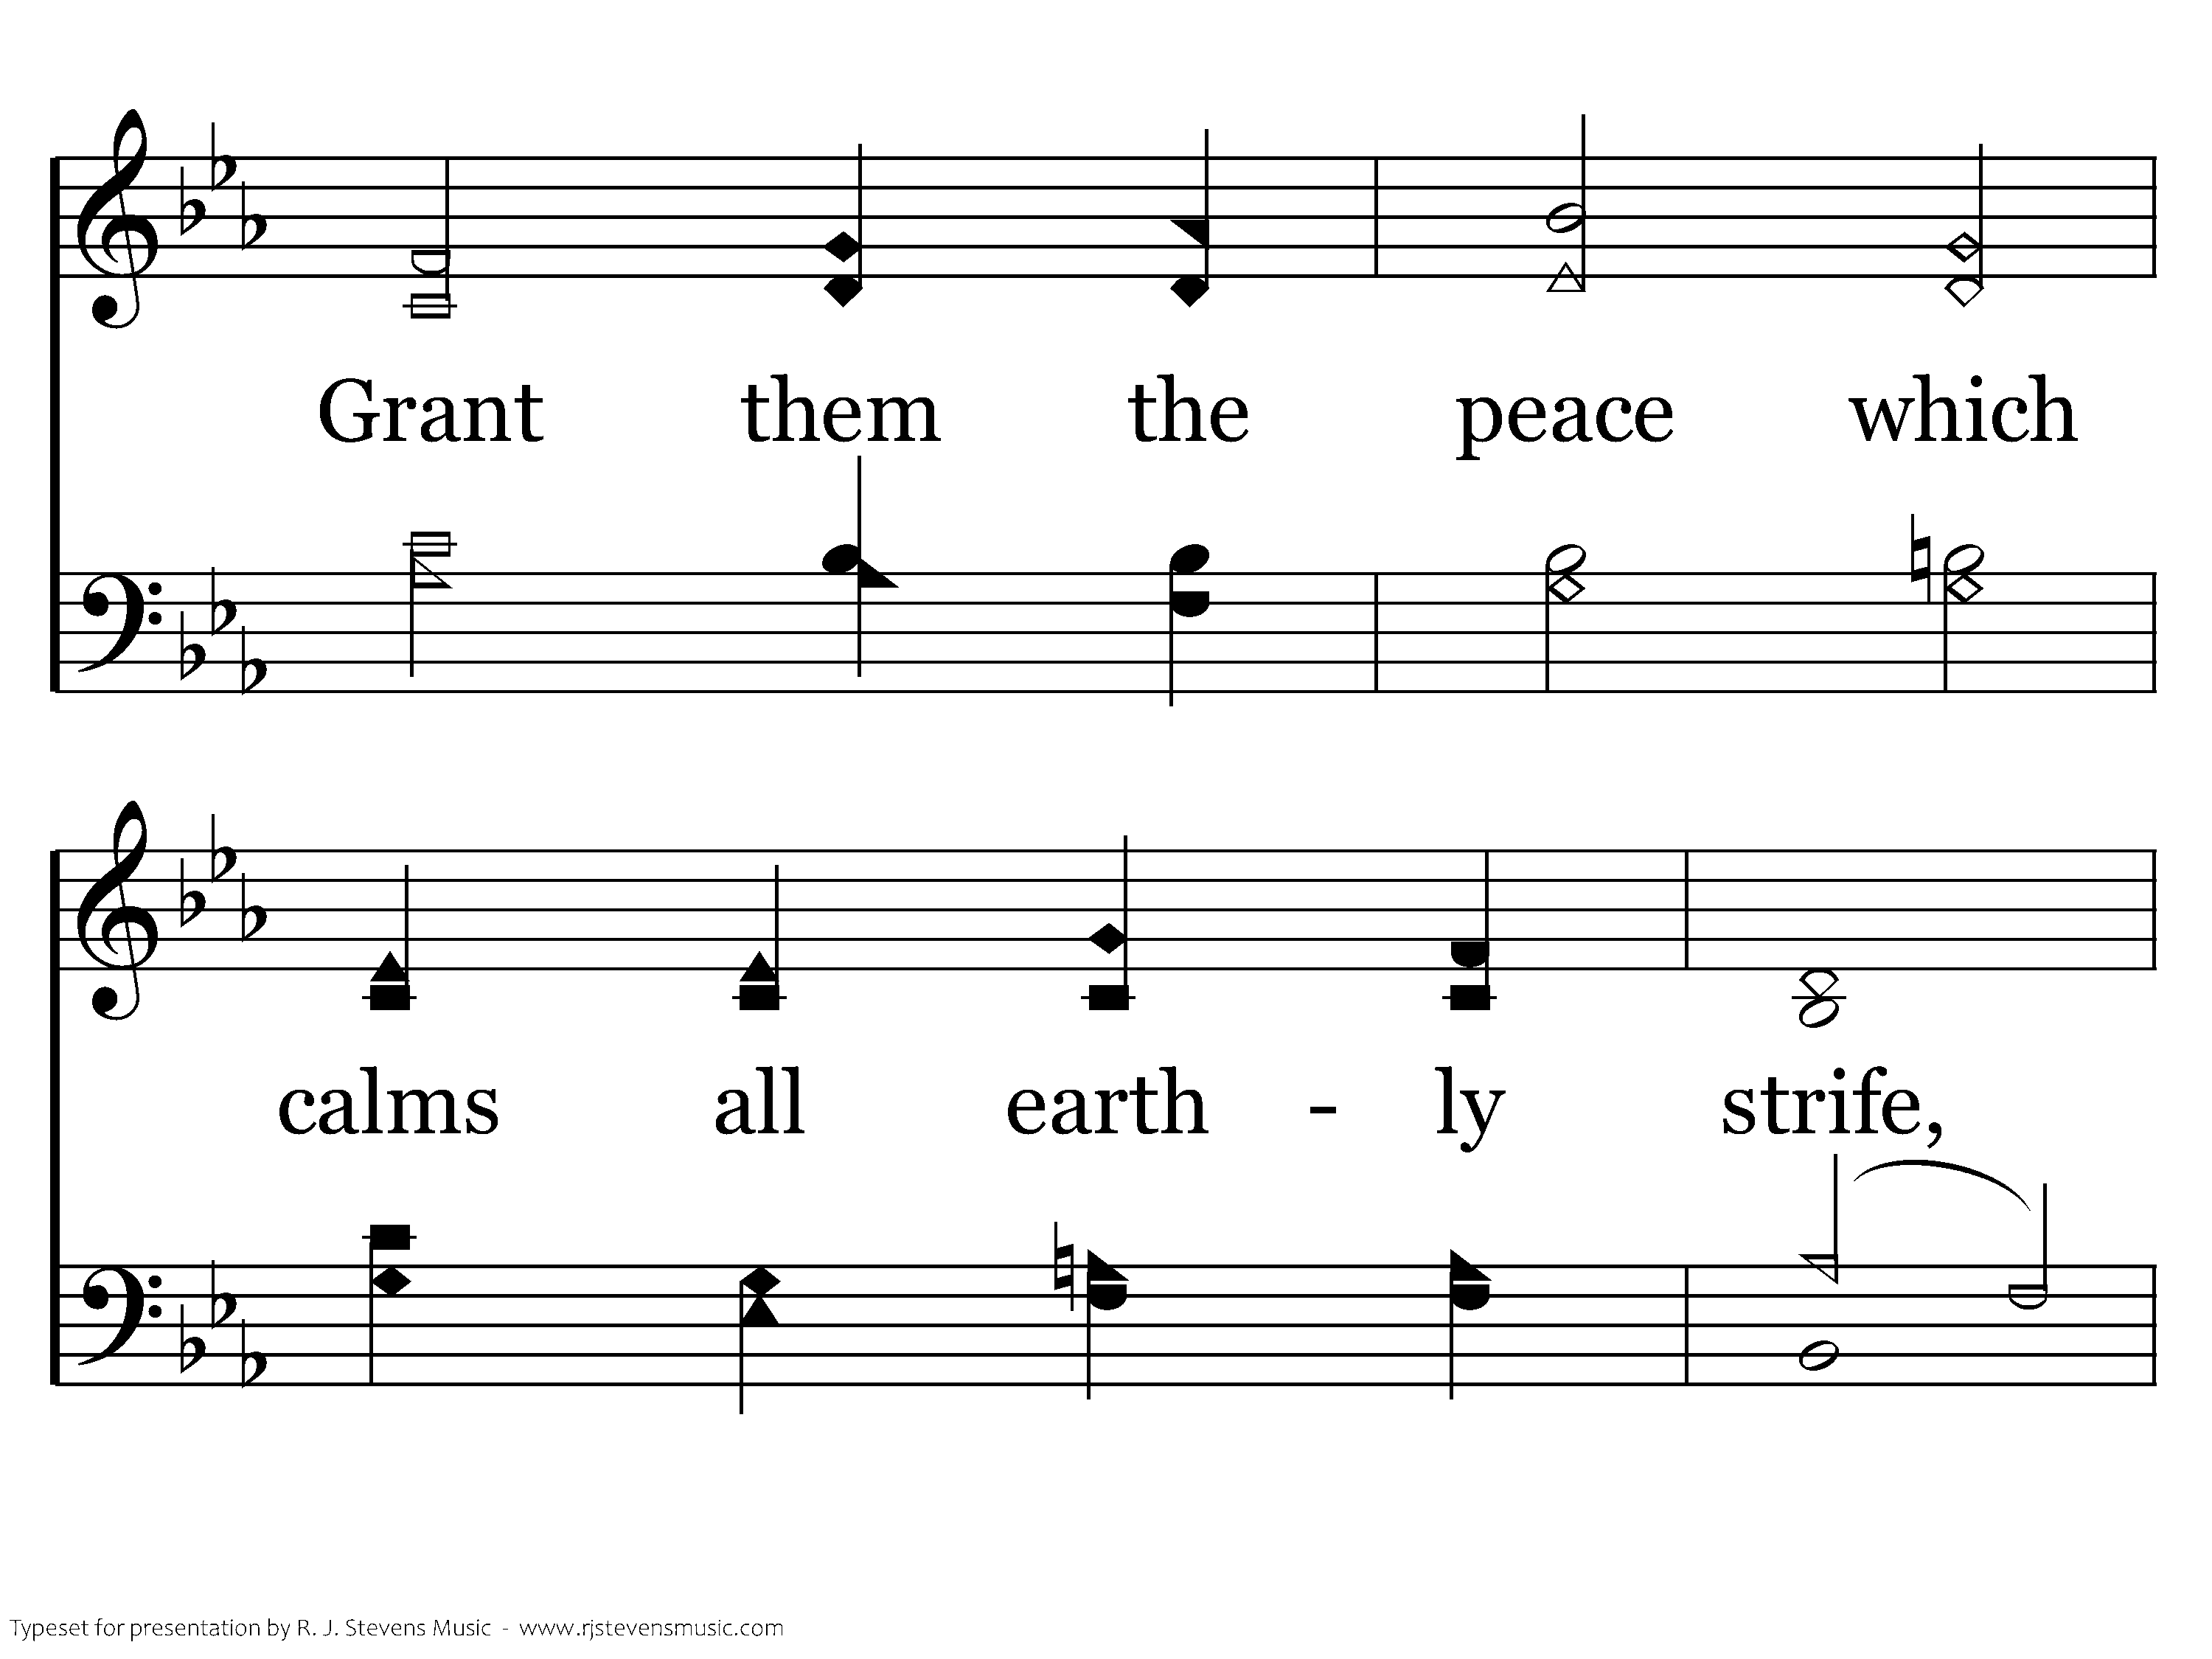 Grant them the peace which
calms all earth - ly strife,
Typeset for presentation by R. J. Stevens Music - www.rjstevensmusic.com